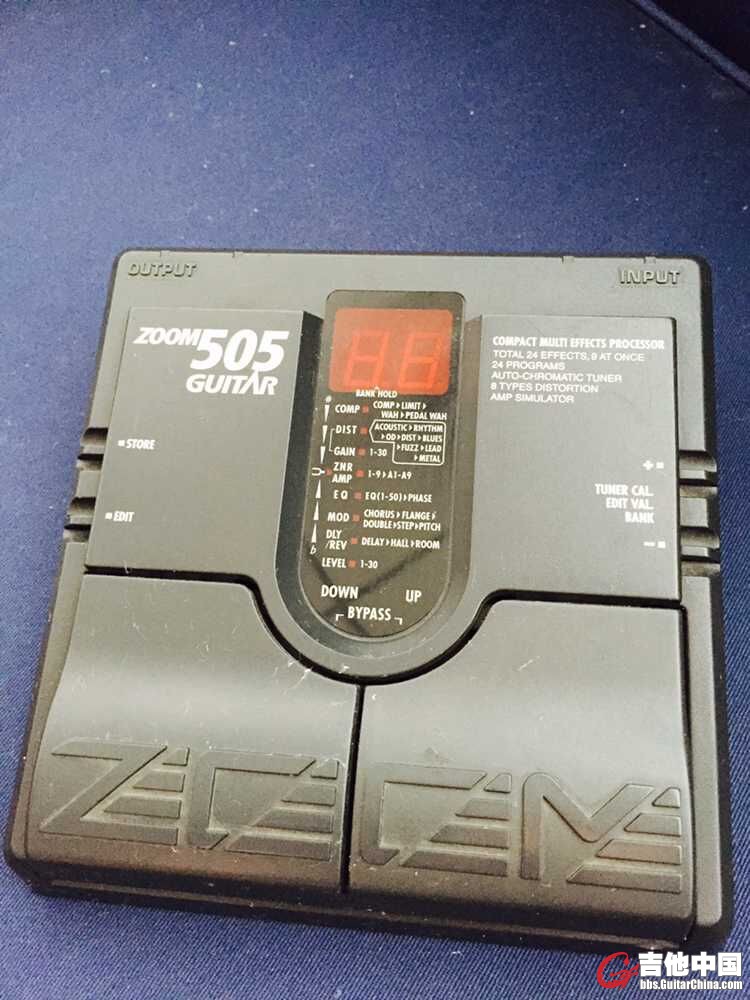 OUTPUT
INPUT
ZOOM 505
GUITAR
COMPACT MULTI EFFECTS PROCESSOR
TOTAL 24 EFFECTS, 9 AT ONCE
24 PROGRAMS
AUTO-CHROMATIC TUNER
8 TYPES DISTORTION
AMP SIMULATOR
BANK HOLD
COMP COMP▸LIMIT▸
WAH▸PEDAL WAH
DIST ACOUSTIC▸RHYTHM
▸OD▸DIST▸BLUES
▸FUZZ▸LEAD
▸METAL
GAIN 1-30
ZNR
AMP 1-9▸A1-A9
EQ EQ(1-50)▸PHASE
MOD CHORUS▸FLANGE▸
DOUBLE▸STEP▸PITCH
DLY
/REV DELAY▸HALL▸ROOM
LEVEL 1-30
DOWN UP
BYPASS
STORE
EDIT
+
TUNER CAL.
EDIT VAL.
BANK
−
ZOOM
吉他中国
bbs.GuitarChina.com